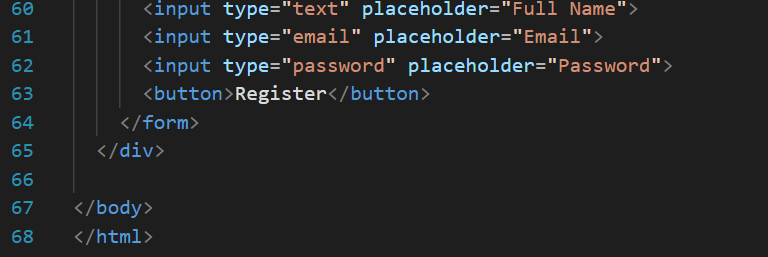 60 <input type="text" placeholder="Full Name">
61 <input type="email" placeholder="Email">
62 <input type="password" placeholder="Password">
63 <button>Register</button>
64 </form>
65 </div>
66
67 </body>
68 </html>